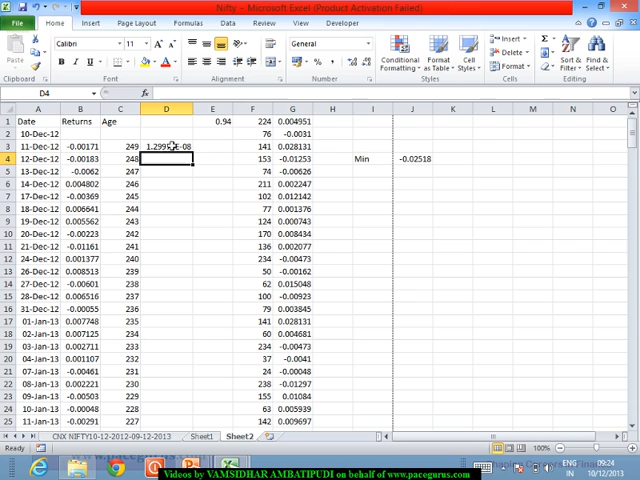 Nifty - Microsoft Excel (Product Activation Failed)
File Home Insert Page Layout Formulas Data Review View Developer
Calibri 11 General
Conditional Formatting Format as Table Cell Styles
Insert Delete Format
Sort & Filter Find & Select
Clipboard Font Alignment Number Styles Cells Editing
D4
A B C D E F G H I J K L M N O
1 Date Returns Age 0.94 224 0.004951
2 10-Dec-12 76 -0.0031
3 11-Dec-12 -0.00171 249 141 0.028131
4 12-Dec-12 -0.00183 248 153 -0.01253 Min -0.02518
5 13-Dec-12 -0.0062 247 74 -0.00626
6 14-Dec-12 0.004802 246 211 0.002247
7 17-Dec-12 -0.00369 245 102 0.012142
8 18-Dec-12 0.006641 244 77 0.001376
9 19-Dec-12 0.005562 243 124 0.000743
10 20-Dec-12 -0.00223 242 170 0.008434
11 21-Dec-12 -0.01161 241 136 0.002077
12 24-Dec-12 0.001377 240 234 -0.01253
13 26-Dec-12 0.008513 239 50 -0.00162
14 27-Dec-12 -0.00601 238 62 0.015048
15 28-Dec-12 0.006516 237 100 -0.00923
16 31-Dec-12 -0.00055 236 79 0.003845
17 01-Jan-13 0.007748 235 141 0.028131
18 02-Jan-13 0.007125 234 60 0.004681
19 03-Jan-13 0.002711 233 234 -0.00473
20 04-Jan-13 0.001107 232 37 -0.0041
21 07-Jan-13 -0.00461 231 24 -0.00048
22 08-Jan-13 0.002221 230 238 -0.01297
23 09-Jan-13 -0.00503 229 155 0.01084
24 10-Jan-13 -0.00048 228 63 0.005939
25 11-Jan-13 -0.00291 227 142 0.009697
CNX NIFTY10-12-2012-09-12-2013 Sheet1 Sheet2
Ready 100%
ENG 09:24
IN 10/12/2013
Videos by VAMSIDHAR AMBATIPUDI on behalf of www.pacegurus.com